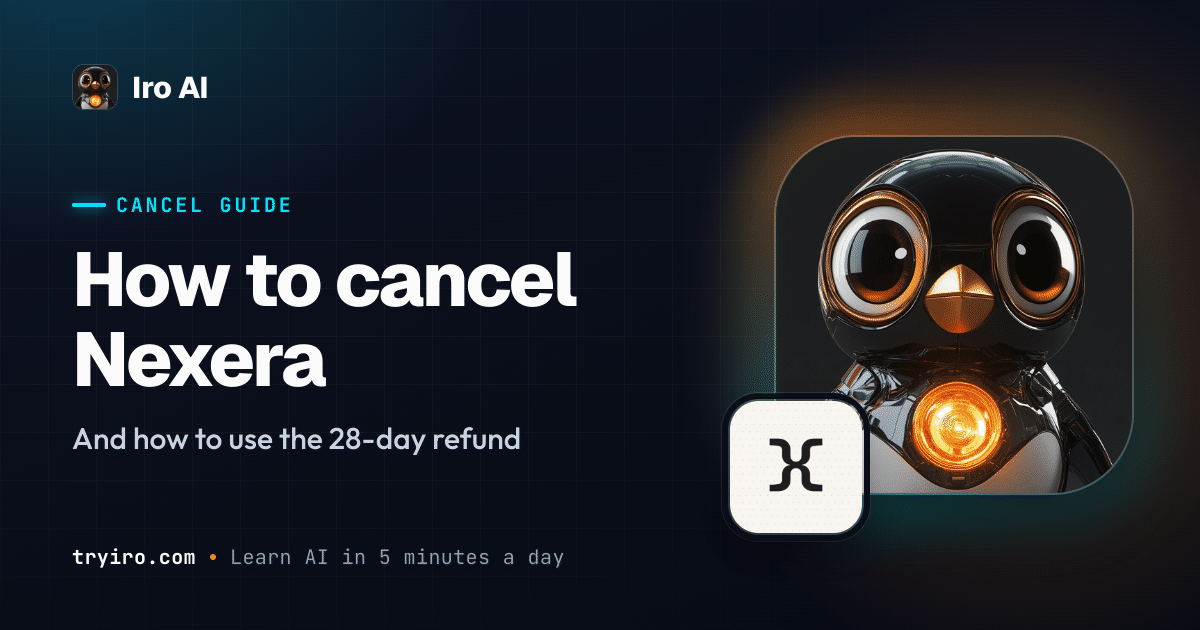 Iro AI
CANCEL GUIDE
How to cancel
Nexera
And how to use the 28-day refund
tryiro.com • Learn AI in 5 minutes a day